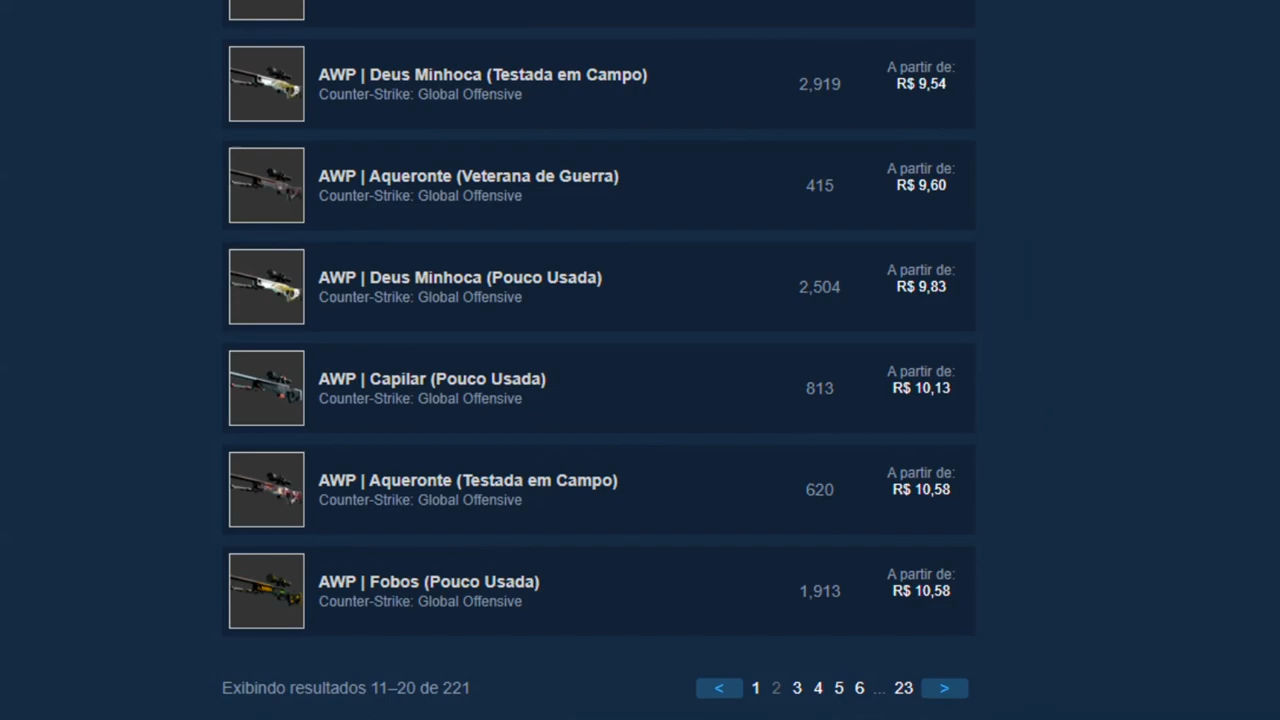 AWP | Deus Minhoca (Testada em Campo)
Counter-Strike: Global Offensive
2,919
A partir de:
R$ 9,54
AWP | Aqueronte (Veterana de Guerra)
Counter-Strike: Global Offensive
415
A partir de:
R$ 9,60
AWP | Deus Minhoca (Pouco Usada)
Counter-Strike: Global Offensive
2,504
A partir de:
R$ 9,83
AWP | Capilar (Pouco Usada)
Counter-Strike: Global Offensive
813
A partir de:
R$ 10,13
AWP | Aqueronte (Testada em Campo)
Counter-Strike: Global Offensive
620
A partir de:
R$ 10,58
AWP | Fobos (Pouco Usada)
Counter-Strike: Global Offensive
1,913
A partir de:
R$ 10,58
Exibindo resultados 11–20 de 221
< 1 2 3 4 5 6 ... 23 >